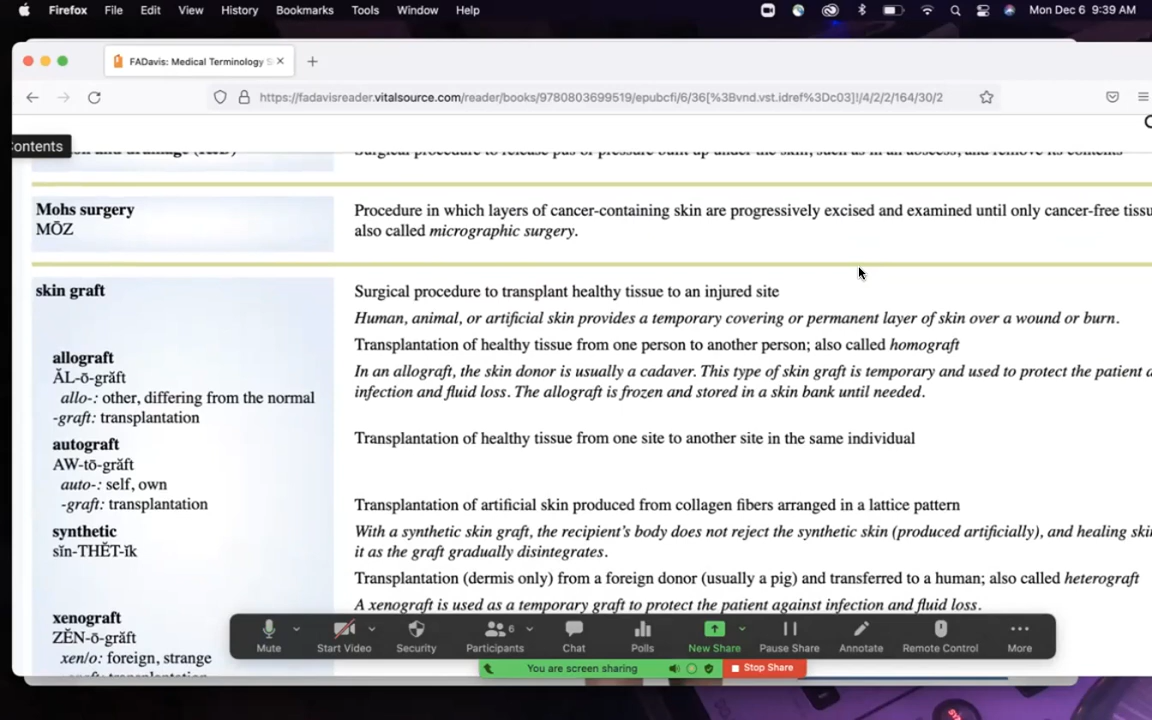 Firefox File Edit View History Bookmarks Tools Window Help Mon Dec 6 9:39 AM
FADavis: Medical Terminology S
https://fadavisreader.vitalsource.com/reader/books/9780803699519/epubcfi/6/36[%3Bvnd.vst.idref%3Dc03]!/4/2/2/164/30/2
ontents
Surgical procedure to release pus or pressure built up under the skin, such as in an abscess, and remove its contents
Mohs surgery
MŌZ
Procedure in which layers of cancer-containing skin are progressively excised and examined until only cancer-free tissu
also called micrographic surgery.
skin graft
Surgical procedure to transplant healthy tissue to an injured site
Human, animal, or artificial skin provides a temporary covering or permanent layer of skin over a wound or burn.
allograft
ĂL-ō-grăft
allo-: other, differing from the normal
-graft: transplantation
Transplantation of healthy tissue from one person to another person; also called homograft
In an allograft, the skin donor is usually a cadaver. This type of skin graft is temporary and used to protect the patient a
infection and fluid loss. The allograft is frozen and stored in a skin bank until needed.
autograft
AW-tō-grăft
auto-: self, own
-graft: transplantation
Transplantation of healthy tissue from one site to another site in the same individual
synthetic
sĭn-THĔT-ĭk
Transplantation of artificial skin produced from collagen fibers arranged in a lattice pattern
With a synthetic skin graft, the recipient's body does not reject the synthetic skin (produced artificially), and healing ski
it as the graft gradually disintegrates.
xenograft
ZĔN-ō-grăft
xen/o: foreign, strange
-graft: transplantation
Transplantation (dermis only) from a foreign donor (usually a pig) and transferred to a human; also called heterograft
A xenograft is used as a temporary graft to protect the patient against infection and fluid loss.
6
Mute Start Video Security Participants Chat Polls New Share Pause Share Annotate Remote Control More
You are screen sharing Stop Share